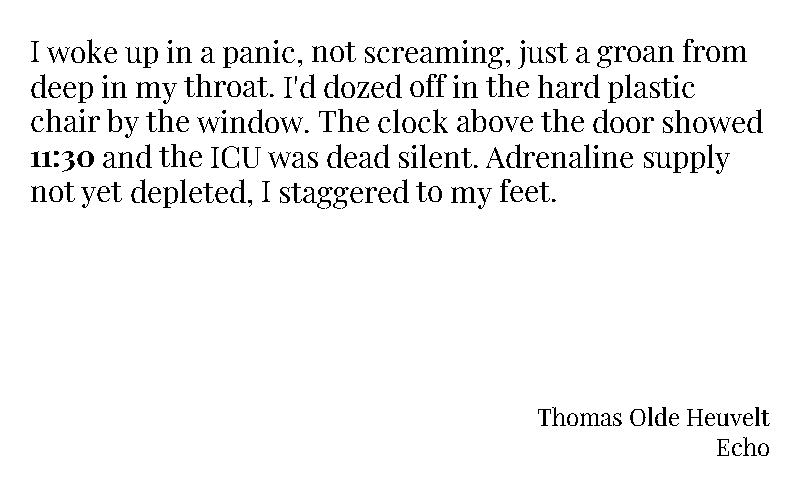 I woke up in a panic, not screaming, just a groan from
deep in my throat. I'd dozed off in the hard plastic
chair by the window. The clock above the door showed
11:30 and the ICU was dead silent. Adrenaline supply
not yet depleted, I staggered to my feet.
Thomas Olde Heuvelt
Echo